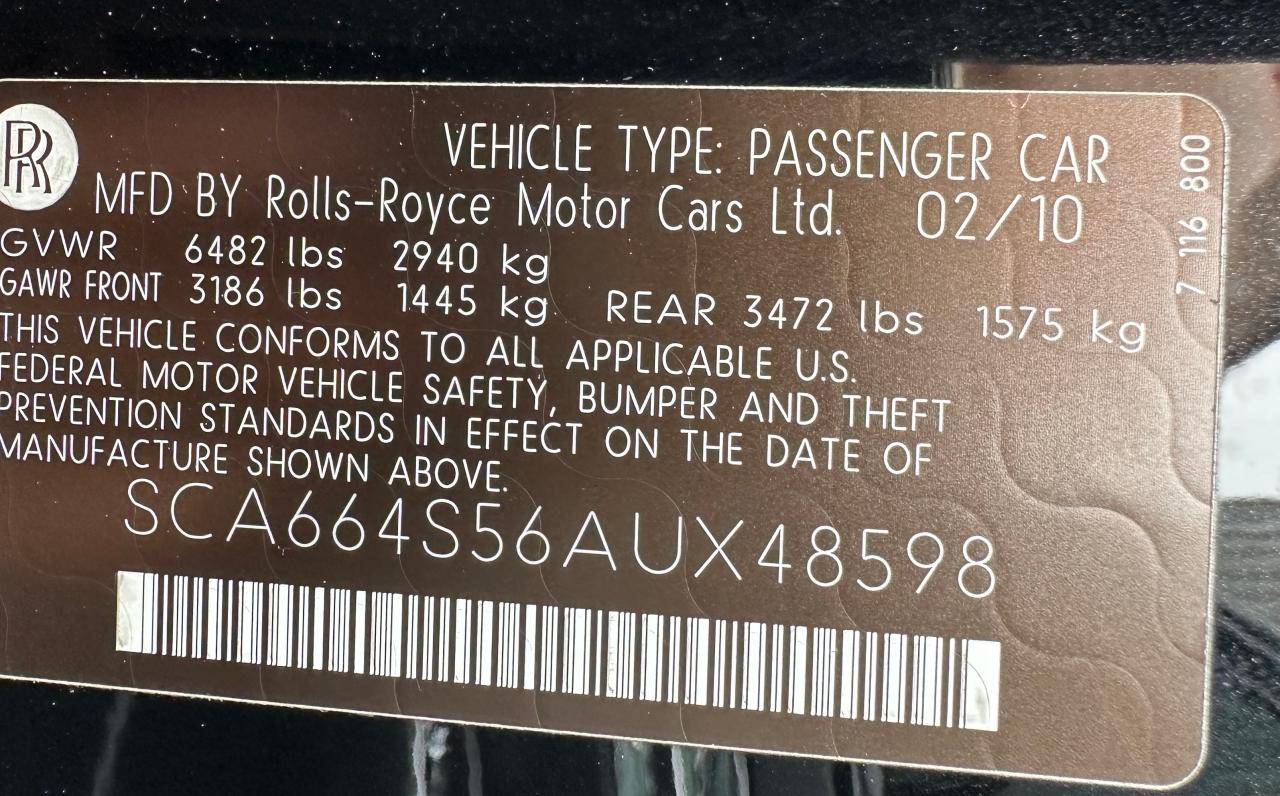 RR
VEHICLE TYPE: PASSENGER CAR
MFD BY Rolls-Royce Motor Cars Ltd. 02/10
GVWR 6482 lbs 2940 kg
GAWR FRONT 3186 lbs 1445 kg REAR 3472 lbs 1575 kg
THIS VEHICLE CONFORMS TO ALL APPLICABLE U.S.
FEDERAL MOTOR VEHICLE SAFETY, BUMPER AND THEFT
PREVENTION STANDARDS IN EFFECT ON THE DATE OF
MANUFACTURE SHOWN ABOVE.
SCA664S56AUX48598
7 116 800